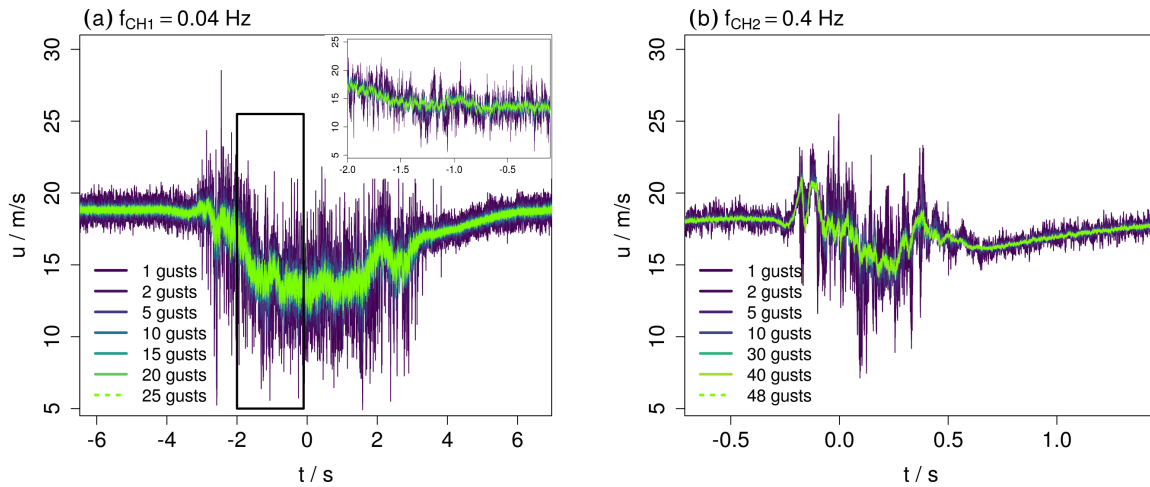 (a) f_CH1 = 0.04 Hz
30
25
20
15
10
5
u / m/s
25
20
15
10
5
-2.0 -1.5 -1.0 -0.5
1 gusts
2 gusts
5 gusts
10 gusts
15 gusts
20 gusts
25 gusts
-6 -4 -2 0 2 4 6
t / s
(b) f_CH2 = 0.4 Hz
30
25
20
15
10
5
u / m/s
1 gusts
2 gusts
5 gusts
10 gusts
30 gusts
40 gusts
48 gusts
-0.5 0.0 0.5 1.0
t / s